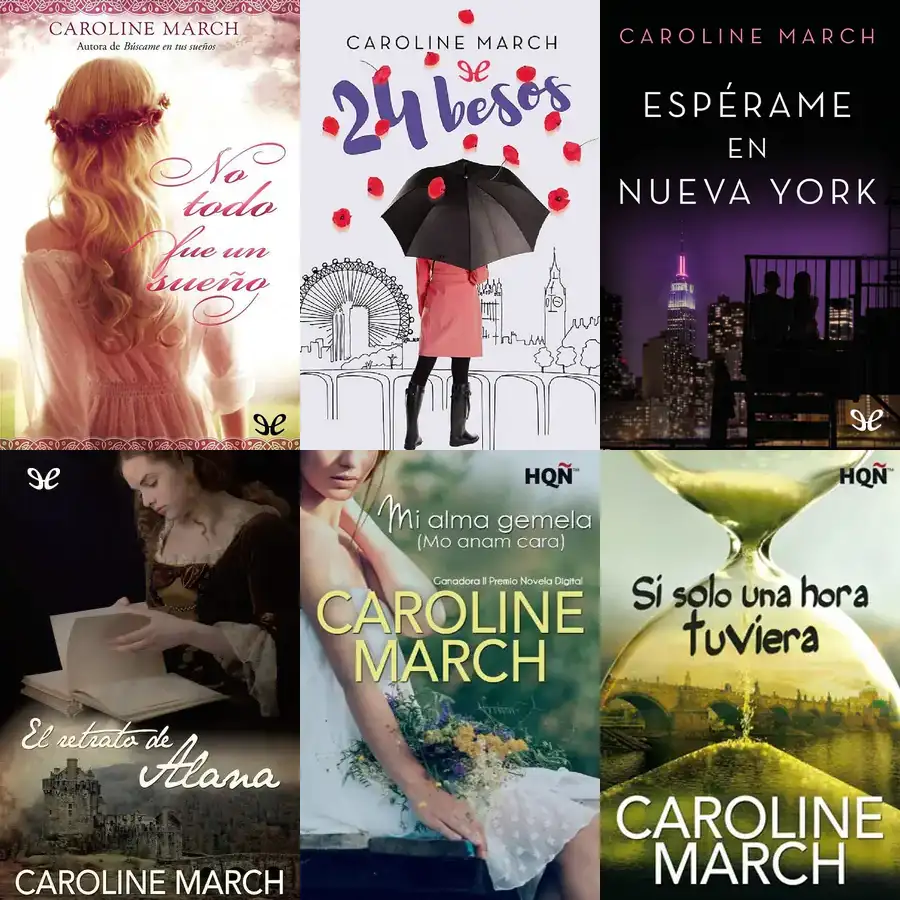 CAROLINE MARCH
Autora de Búscame en tus sueños
No
todo
fue un
sueño
CAROLINE MARCH
24 besos
CAROLINE MARCH
ESPÉRAME
EN
NUEVA YORK
El retrato de
Alana
CAROLINE MARCH
HQÑ™
Mi alma gemela
(Mo anam cara)
Ganadora II Premio Novela Digital
CAROLINE
MARCH
HQÑ™
Si solo una hora
tuviera
CAROLINE
MARCH